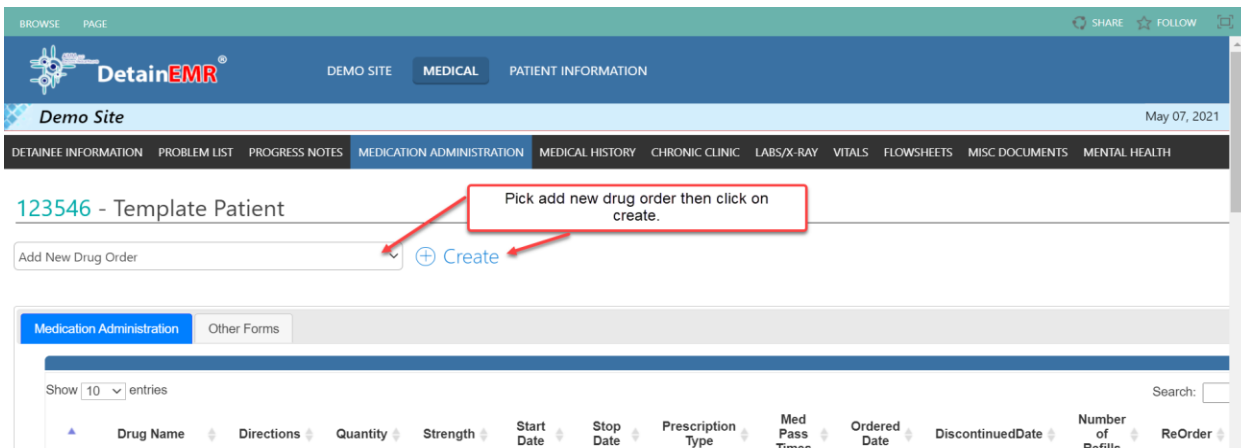 BROWSE PAGE SHARE FOLLOW
DetainEMR® DEMO SITE MEDICAL PATIENT INFORMATION
Demo Site May 07, 2021
DETAINEE INFORMATION PROBLEM LIST PROGRESS NOTES MEDICATION ADMINISTRATION MEDICAL HISTORY CHRONIC CLINIC LABS/X-RAY VITALS FLOWSHEETS MISC DOCUMENTS MENTAL HEALTH
Pick add new drug order then click on
create.
123546 - Template Patient
Add New Drug Order Create
Medication Administration Other Forms
Show 10 entries Search:
Drug Name Directions Quantity Strength Start Date Stop Date Prescription Type Med Pass Times Ordered Date DiscontinuedDate Number of Refills ReOrder